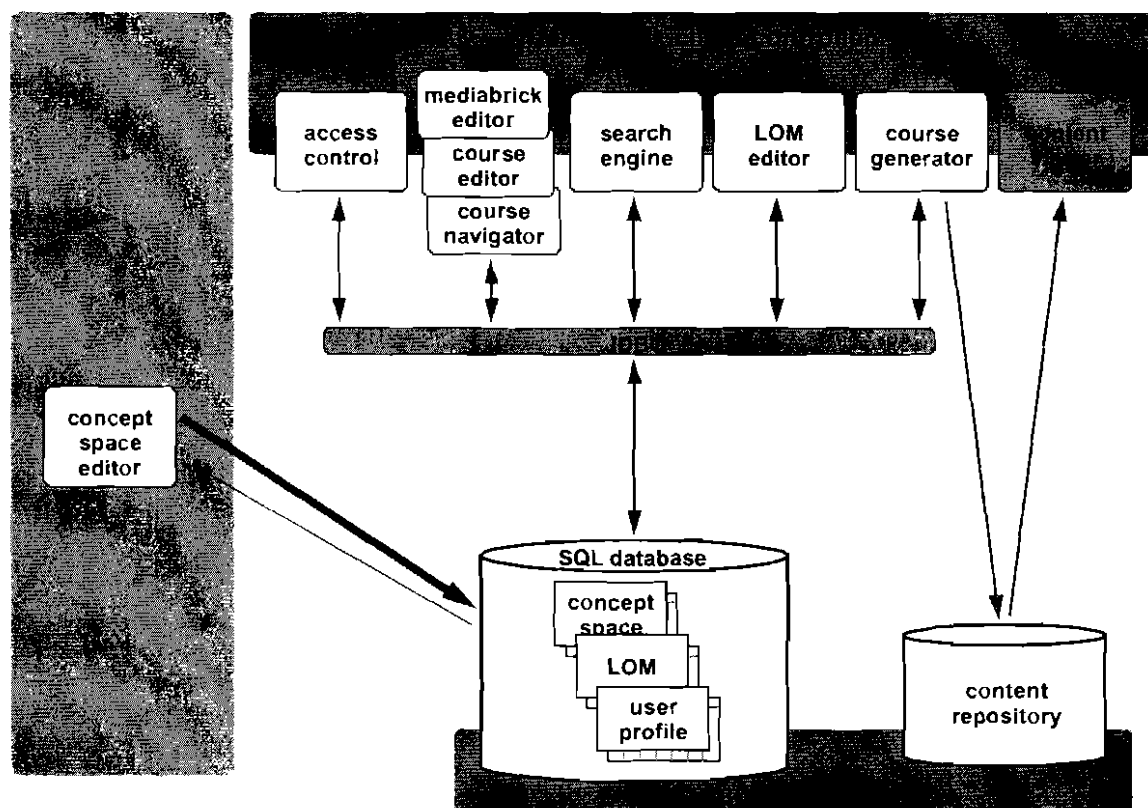 access
control
mediabrick
editor
course
editor
course
navigator
search
engine
LOM
editor
course
generator
concept
space
editor
SQL database
concept
space
LOM
user
profile
content
repository